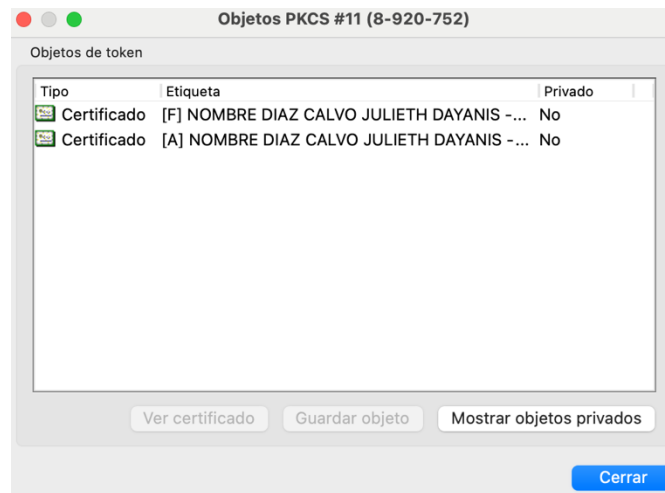 Objetos PKCS #11 (8-920-752)
Objetos de token
Tipo Etiqueta Privado
Certificado [F] NOMBRE DIAZ CALVO JULIETH DAYANIS -... No
Certificado [A] NOMBRE DIAZ CALVO JULIETH DAYANIS -... No
Ver certificado Guardar objeto Mostrar objetos privados
Cerrar